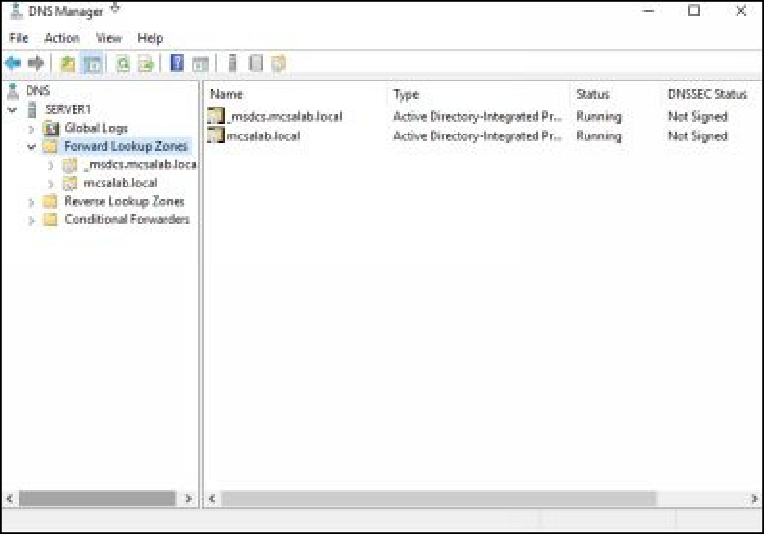 DNS Manager
File Action View Help
DNS
SERVER1
Global Logs
Forward Lookup Zones
_msdcs.mcsalab.loca
mcsalab.local
Reverse Lookup Zones
Conditional Forwarders
Name Type Status DNSSEC Status
_msdcs.mcsalab.local Active Directory-Integrated Pr... Running Not Signed
mcsalab.local Active Directory-Integrated Pr... Running Not Signed